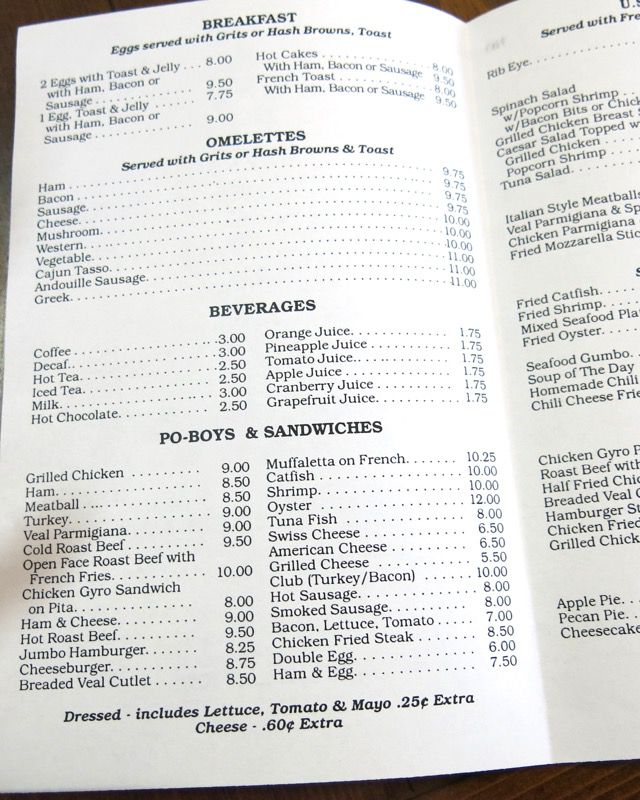 BREAKFAST
Eggs served with Grits or Hash Browns, Toast
2 Eggs with Toast & Jelly . . . 8.00
with Ham, Bacon or
Sausage . . . . . . . . . . . . . . . 9.50
1 Egg, Toast & Jelly . . . . . . . . 7.75
with Ham, Bacon or
Sausage . . . . . . . . . . . . . . . 9.00
Hot Cakes . . . . . . . . . . . . . . . . 8.00
With Ham, Bacon or Sausage 9.50
French Toast . . . . . . . . . . . . . 8.00
With Ham, Bacon or Sausage 9.50
OMELETTES
Served with Grits or Hash Browns & Toast
Ham . . . . . . . . . . . . . . . . . . . . 9.75
Bacon . . . . . . . . . . . . . . . . . . . . 9.75
Sausage. . . . . . . . . . . . . . . . . . . . 9.75
Cheese. . . . . . . . . . . . . . . . . . . . 9.75
Mushroom. . . . . . . . . . . . . . . . . . . . 10.00
Western. . . . . . . . . . . . . . . . . . . . 10.00
Vegetable. . . . . . . . . . . . . . . . . . . . 10.00
Cajun Tasso. . . . . . . . . . . . . . . . . . . . 11.00
Andouille Sausage. . . . . . . . . . . . . . . . . . . . 11.00
Greek. . . . . . . . . . . . . . . . . . . . 11.00
BEVERAGES
Coffee . . . . . . . . . . . . . . . . 3.00
Decaf.. . . . . . . . . . . . . . . . 3.00
Hot Tea. . . . . . . . . . . . . . . 2.50
Iced Tea. . . . . . . . . . . . . . 2.50
Milk. . . . . . . . . . . . . . . . . 3.00
Hot Chocolate. . . . . . . . . . . 2.50
Orange Juice. . . . . . . . . . . . 1.75
Pineapple Juice . . . . . . . . . . 1.75
Tomato Juice.. . . . . . . . . . . . 1.75
Apple Juice . . . . . . . . . . . . . 1.75
Cranberry Juice . . . . . . . . . . 1.75
Grapefruit Juice. . . . . . . . . . 1.75
PO-BOYS & SANDWICHES
Grilled Chicken . . . . . . . . . 9.00
Ham. . . . . . . . . . . . . . . . . 8.50
Meatball . . ... . . . . . . . . . . 8.50
Turkey. . . . . . . . . . . . . . . . 9.00
Veal Parmigiana. . . . . . . . . . 9.00
Cold Roast Beef . . . . . . . . . . 9.50
Open Face Roast Beef with
French Fries. . . . . . . . . . . . 10.00
Chicken Gyro Sandwich
on Pita. . . . . . . . . . . . . . . 8.00
Ham & Cheese. . . . . . . . . . . 9.00
Hot Roast Beef. . . . . . . . . . . 9.50
Jumbo Hamburger. . . . . . . . . 8.25
Cheeseburger. . . . . . . . . . . . 8.75
Breaded Veal Cutlet . . . . . . 8.50
Muffaletta on French. . . . . . . 10.25
Catfish . . . . . . . . . . . . . . . . 10.00
Shrimp. . . . . . . . . . . . . . . . 10.00
Oyster . . . . . . . . . . . . . . . . 12.00
Tuna Fish . . . . . . . . . . . . . . 8.00
Swiss Cheese . . . . . . . . . . . . 6.50
American Cheese . . . . . . . . . 6.50
Grilled Cheese . . . . . . . . . . . 5.50
Club (Turkey/Bacon) . . . . . . 10.00
Hot Sausage. . . . . . . . . . . . . 8.00
Smoked Sausage. . . . . . . . . . 8.00
Bacon, Lettuce, Tomato . . . . 7.00
Chicken Fried Steak . . . . . . . 8.50
Double Egg. . . . . . . . . . . . . . 6.00
Ham & Egg. . . . . . . . . . . . . . 7.50
Dressed - includes Lettuce, Tomato & Mayo .25¢ Extra
Cheese - .60¢ Extra
Served with
Rib Eye. . . . . . . . . .
Spinach Salad
w/Popcorn Shrimp . .
w/Bacon Bits or
Grilled Chicken Breast
Caesar Salad Topped
Grilled Chicken . . . .
Popcorn Shrimp . . .
Tuna Salad. . . . . . .
Italian Style Meatballs
Veal Parmigiana &
Chicken Parmigiana
Fried Mozzarella
Fried Catfish. . . . .
Fried Shrimp. . . . .
Mixed Seafood
Fried Oyster. . . . .
Seafood Gumbo. .
Soup of The Day
Homemade Chili
Chili Cheese
Chicken Gyro
Roast Beef
Half Fried
Breaded Veal
Hamburger
Chicken Fried
Grilled
Apple Pie. . .
Pecan Pie. . .
Cheesecake